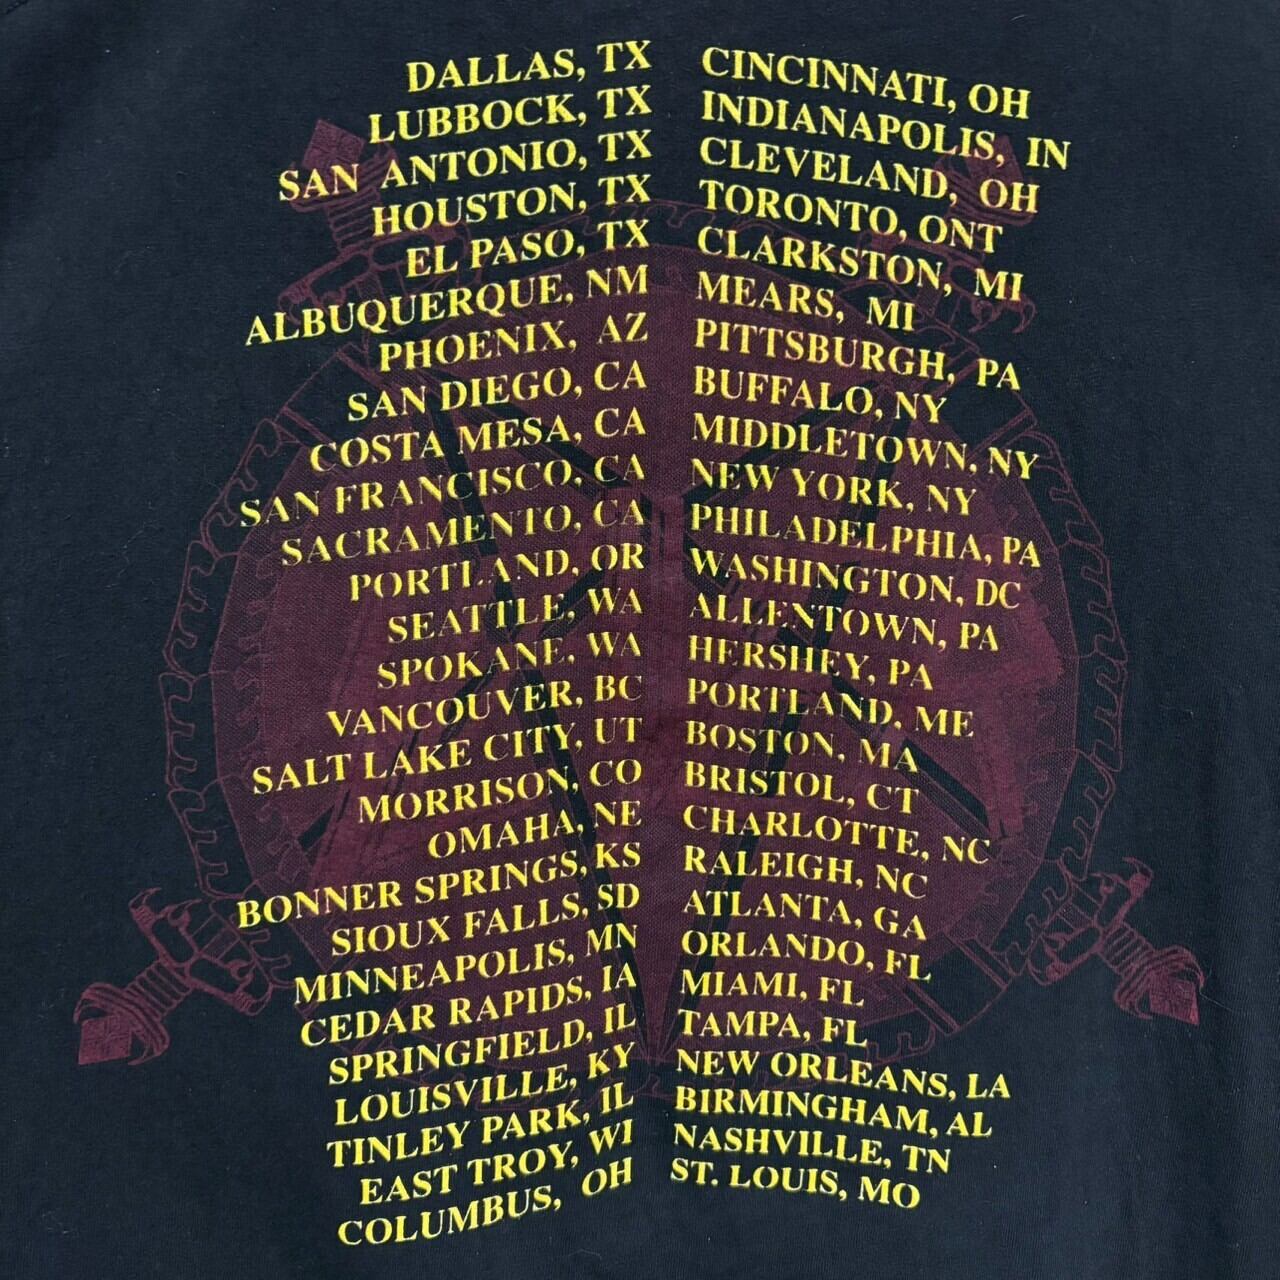 DALLAS, TX
LUBBOCK, TX
SAN ANTONIO, TX
HOUSTON, TX
EL PASO, TX
ALBUQUERQUE, NM
PHOENIX, AZ
SAN DIEGO, CA
COSTA MESA, CA
SAN FRANCISCO, CA
SACRAMENTO, CA
PORTLAND, OR
SEATTLE, WA
SPOKANE, WA
VANCOUVER, BC
SALT LAKE CITY, UT
MORRISON, CO
OMAHA, NE
BONNER SPRINGS, KS
SIOUX FALLS, SD
MINNEAPOLIS, MN
CEDAR RAPIDS, IA
SPRINGFIELD, IL
LOUISVILLE, KY
TINLEY PARK, IL
EAST TROY, WI
COLUMBUS, OH
CINCINNATI, OH
INDIANAPOLIS, IN
CLEVELAND, OH
TORONTO, ONT
CLARKSTON, MI
MEARS, MI
PITTSBURGH, PA
BUFFALO, NY
MIDDLETOWN, NY
NEW YORK, NY
PHILADELPHIA, PA
WASHINGTON, DC
ALLENTOWN, PA
HERSHEY, PA
PORTLAND, ME
BOSTON, MA
BRISTOL, CT
CHARLOTTE, NC
RALEIGH, NC
ATLANTA, GA
ORLANDO, FL
MIAMI, FL
TAMPA, FL
NEW ORLEANS, LA
BIRMINGHAM, AL
NASHVILLE, TN
ST. LOUIS, MO